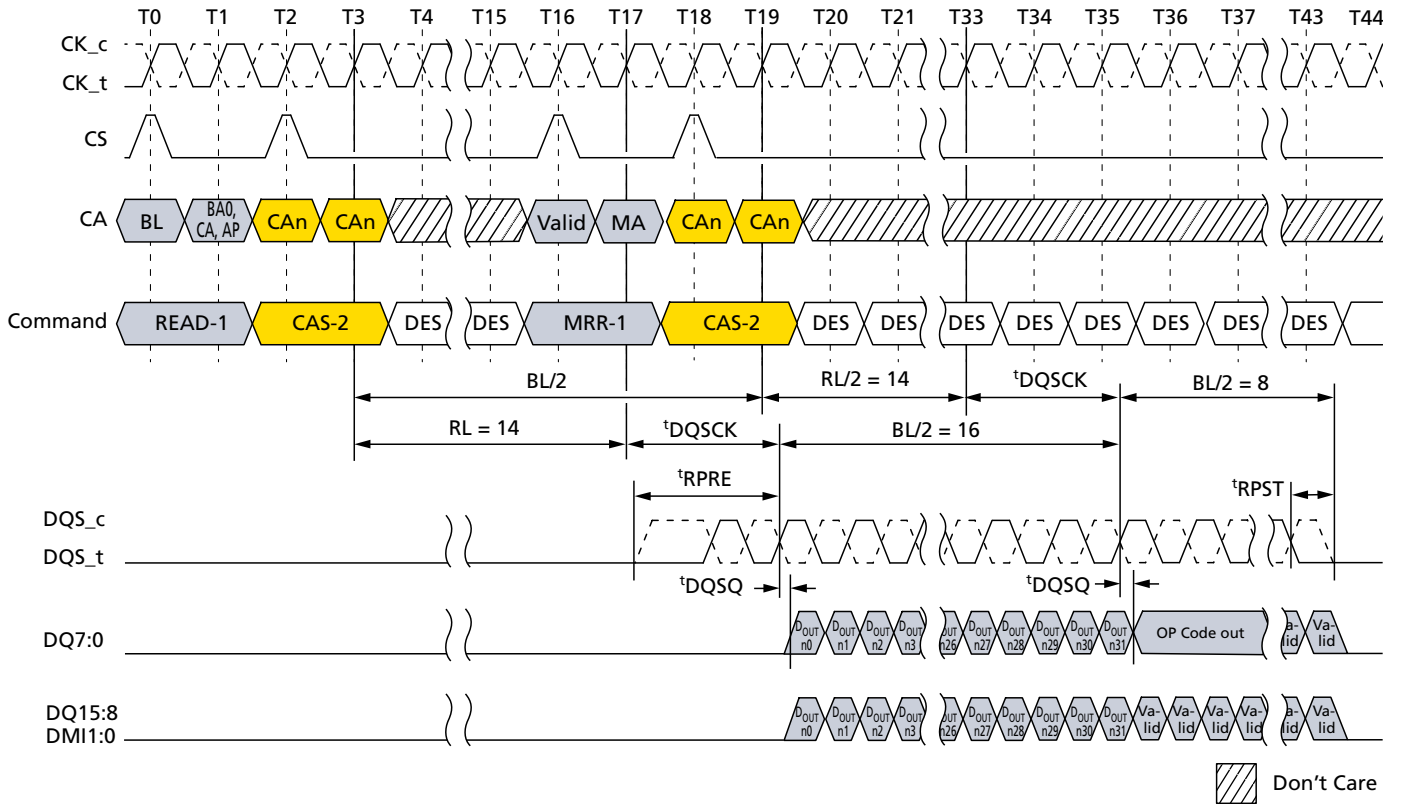 T0 T1 T2 T3 T4 T15 T16 T17 T18 T19 T20 T21 T33 T34 T35 T36 T37 T43 T44
CK_c
CK_t
CS
CA BL BA0, CA, AP CAn CAn Valid MA CAn CAn
Command READ-1 CAS-2 DES DES MRR-1 CAS-2 DES DES DES DES DES DES DES DES
BL/2 RL/2 = 14 tDQSCK BL/2 = 8
RL = 14 tDQSCK BL/2 = 16
tRPRE tRPST
DQS_c
DQS_t
tDQSQ tDQSQ
DQ7:0 DOUT n0 DOUT n1 DOUT n2 DOUT n3 OUT n26 DOUT n27 DOUT n28 DOUT n29 DOUT n30 DOUT n31 OP Code out a-lid Va-lid
DQ15:8
DMI1:0 DOUT n0 DOUT n1 DOUT n2 DOUT n3 OUT n26 DOUT n27 DOUT n28 DOUT n29 DOUT n30 DOUT n31 Va-lid Va-lid Va-lid Va-lid a-lid Va-lid
Don't Care